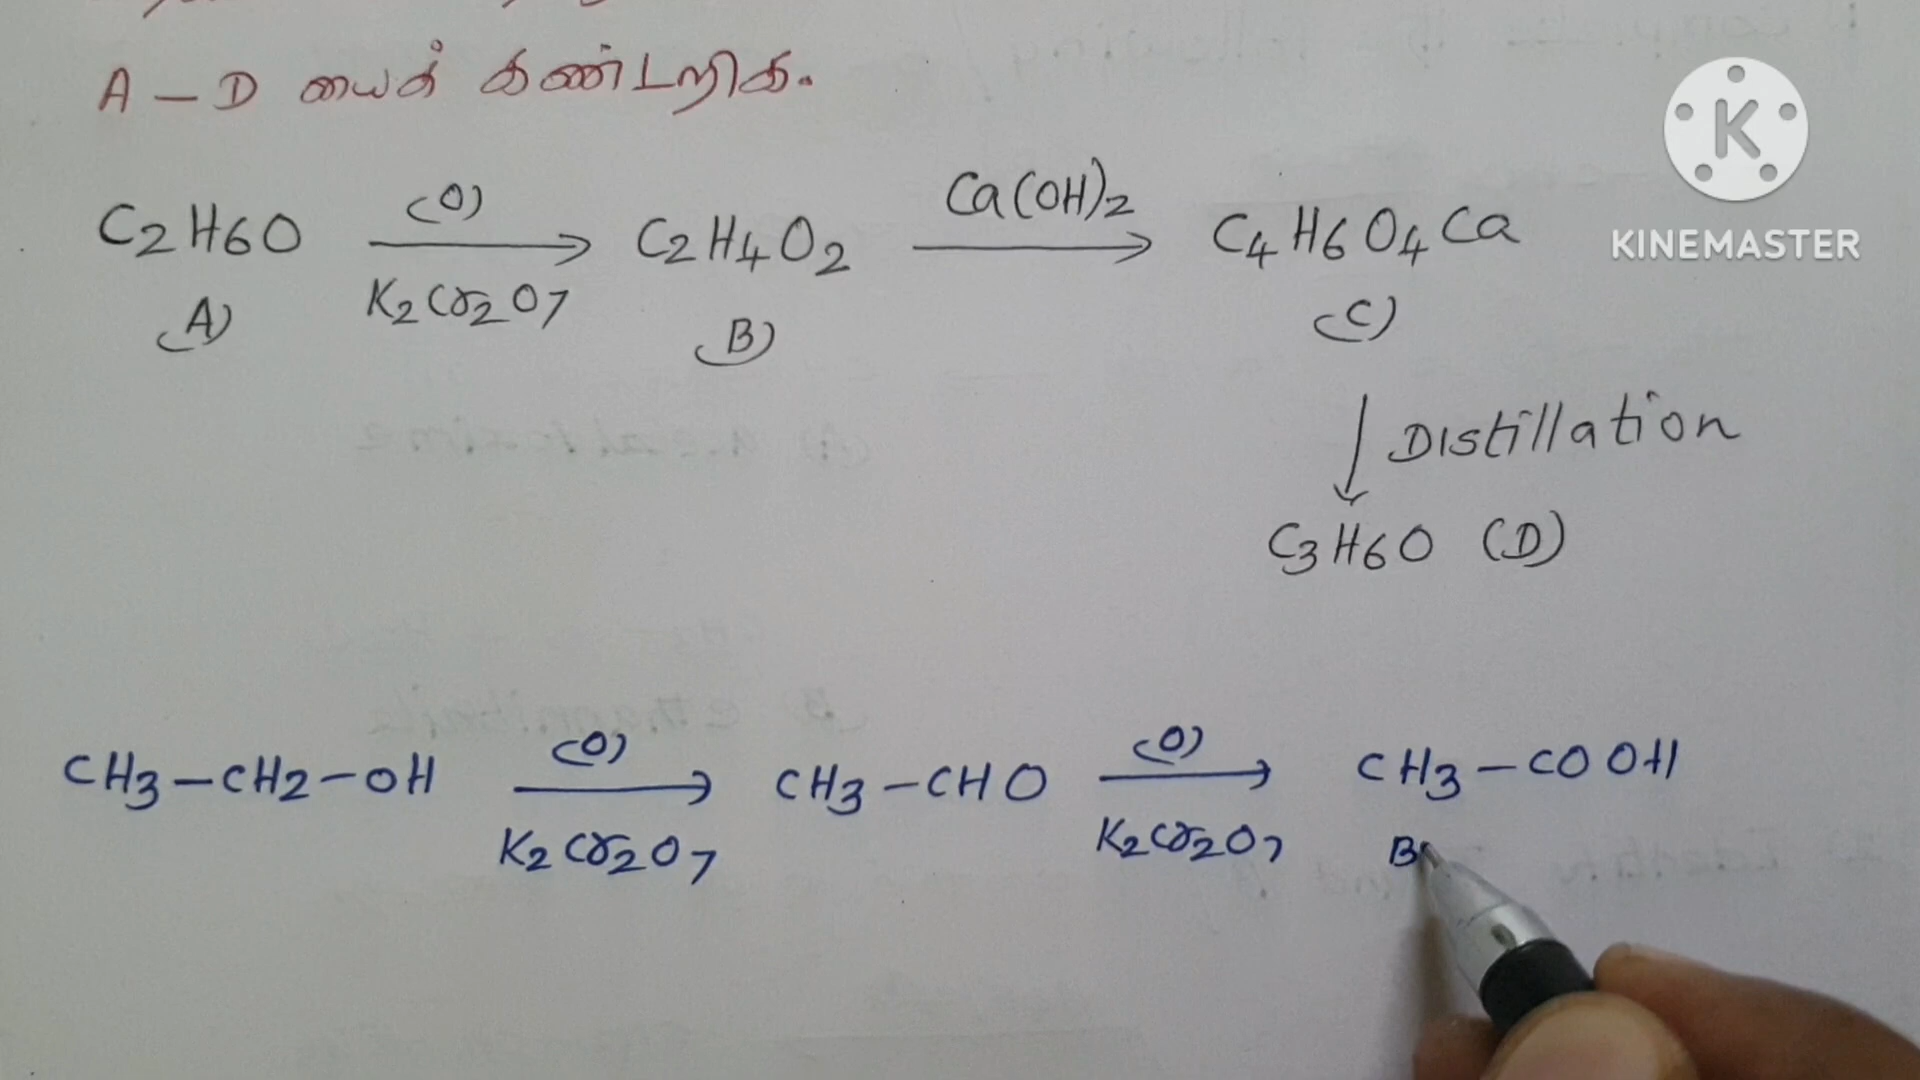 A - D யைக் கண்டறிக.
K
KINEMASTER
C2H6O (O) K2Cr2O7 C2H4O2 Ca(OH)2 C4H6O4Ca
(A) (B) (C)
Distillation
C3H6O (D)
CH3-CH2-OH (O) K2Cr2O7 CH3-CHO (O) K2Cr2O7 CH3-COOH
B